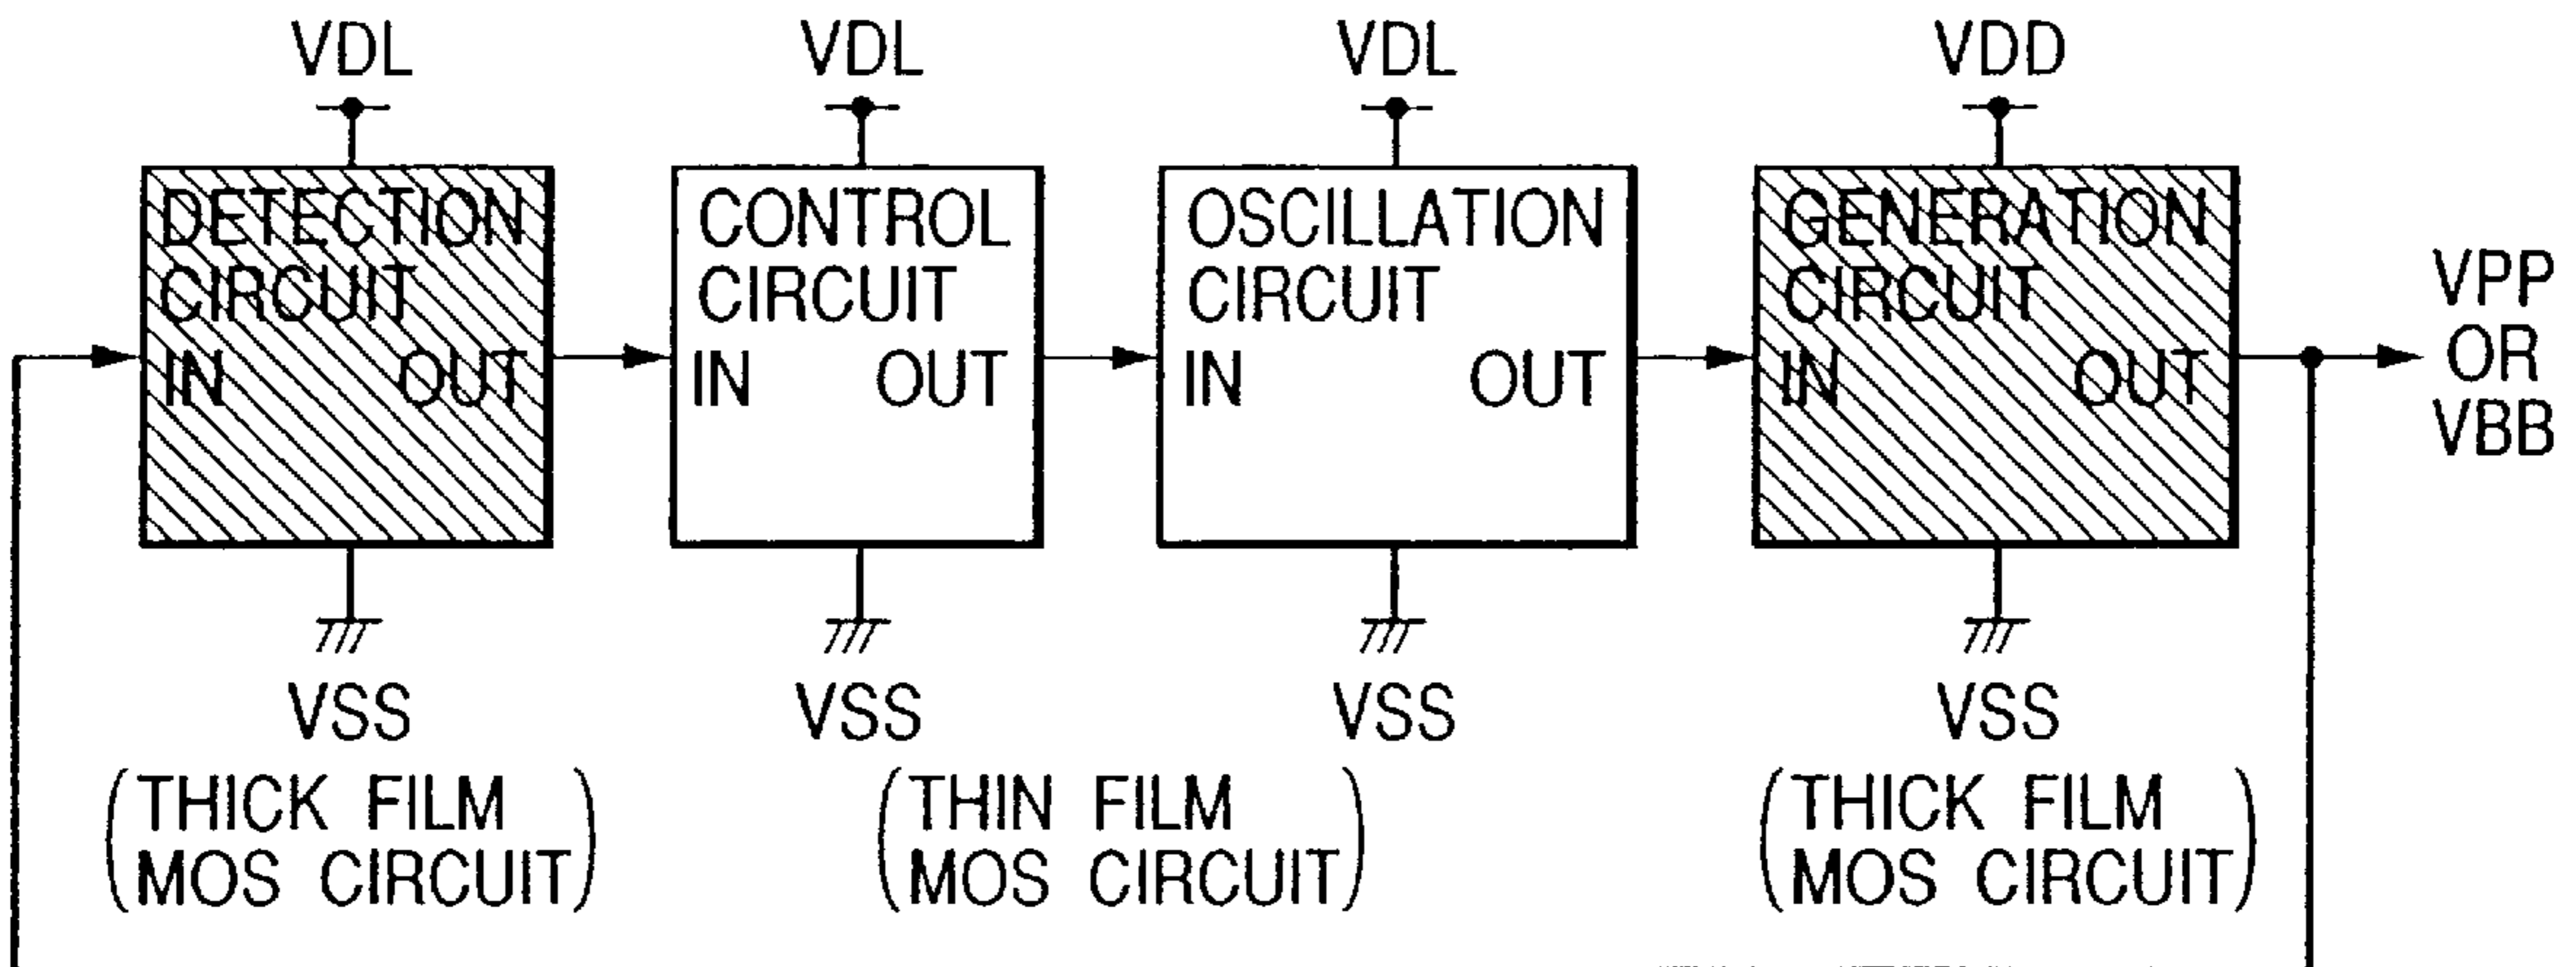 VDL
VDL
VDL
VDD
DETECTION
CIRCUIT
IN OUT
CONTROL
CIRCUIT
IN OUT
OSCILLATION
CIRCUIT
IN OUT
GENERATION
CIRCUIT
IN OUT
VPP
OR
VBB
VSS
VSS
VSS
VSS
(THICK FILM
MOS CIRCUIT)
(THIN FILM
MOS CIRCUIT)
(THICK FILM
MOS CIRCUIT)